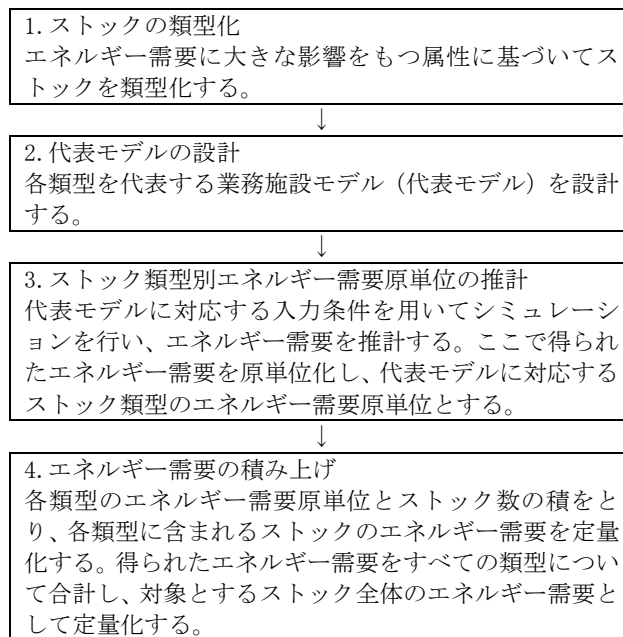 1.ストックの類型化
エネルギー需要に大きな影響をもつ属性に基づいてス
トックを類型化する。
↓
2.代表モデルの設計
各類型を代表する業務施設モデル（代表モデル）を設計
する。
↓
3.ストック類型別エネルギー需要原単位の推計
代表モデルに対応する入力条件を用いてシミュレーシ
ョンを行い、エネルギー需要を推計する。ここで得られ
たエネルギー需要を原単位化し、代表モデルに対応する
ストック類型のエネルギー需要原単位とする。
↓
4.エネルギー需要の積み上げ
各類型のエネルギー需要原単位とストック数の積をと
り、各類型に含まれるストックのエネルギー需要を定量
化する。得られたエネルギー需要をすべての類型につい
て合計し、対象とするストック全体のエネルギー需要と
して定量化する。